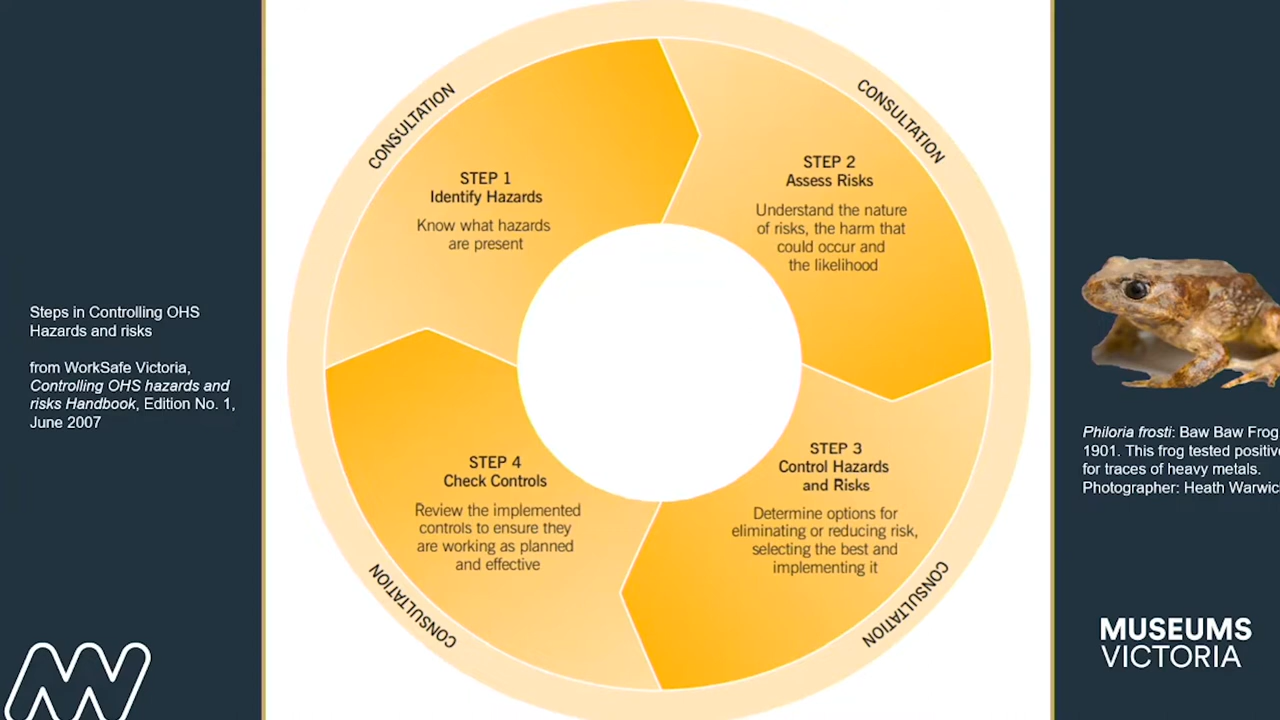 Steps in Controlling OHS
Hazards and risks
from WorkSafe Victoria,
Controlling OHS hazards and
risks Handbook, Edition No. 1,
June 2007
CONSULTATION
CONSULTATION
STEP 1
Identify Hazards
Know what hazards
are present
STEP 2
Assess Risks
Understand the nature
of risks, the harm that
could occur and
the likelihood
STEP 3
Control Hazards
and Risks
Determine options for
eliminating or reducing risk,
selecting the best and
implementing it
STEP 4
Check Controls
Review the implemented
controls to ensure they
are working as planned
and effective
CONSULTATION
CONSULTATION
Philoria frosti: Baw Baw Frog
1901. This frog tested positive
for traces of heavy metals.
Photographer: Heath
MUSEUMS
VICTORIA